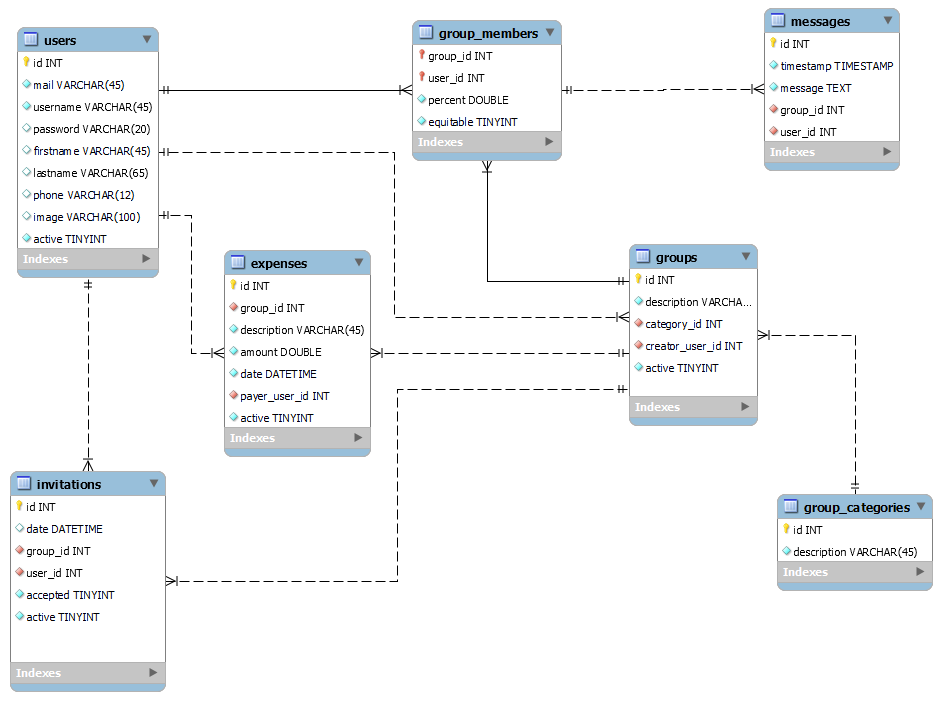 users
id INT
mail VARCHAR(45)
username VARCHAR(45)
password VARCHAR(20)
firstname VARCHAR(45)
lastname VARCHAR(65)
phone VARCHAR(12)
image VARCHAR(100)
active TINYINT
Indexes
group_members
group_id INT
user_id INT
percent DOUBLE
equitable TINYINT
Indexes
messages
id INT
timestamp TIMESTAMP
message TEXT
group_id INT
user_id INT
Indexes
expenses
id INT
group_id INT
description VARCHAR(45)
amount DOUBLE
date DATETIME
payer_user_id INT
active TINYINT
Indexes
groups
id INT
description VARCHA...
category_id INT
creator_user_id INT
active TINYINT
Indexes
invitations
id INT
date DATETIME
group_id INT
user_id INT
accepted TINYINT
active TINYINT
Indexes
group_categories
id INT
description VARCHAR(45)
Indexes